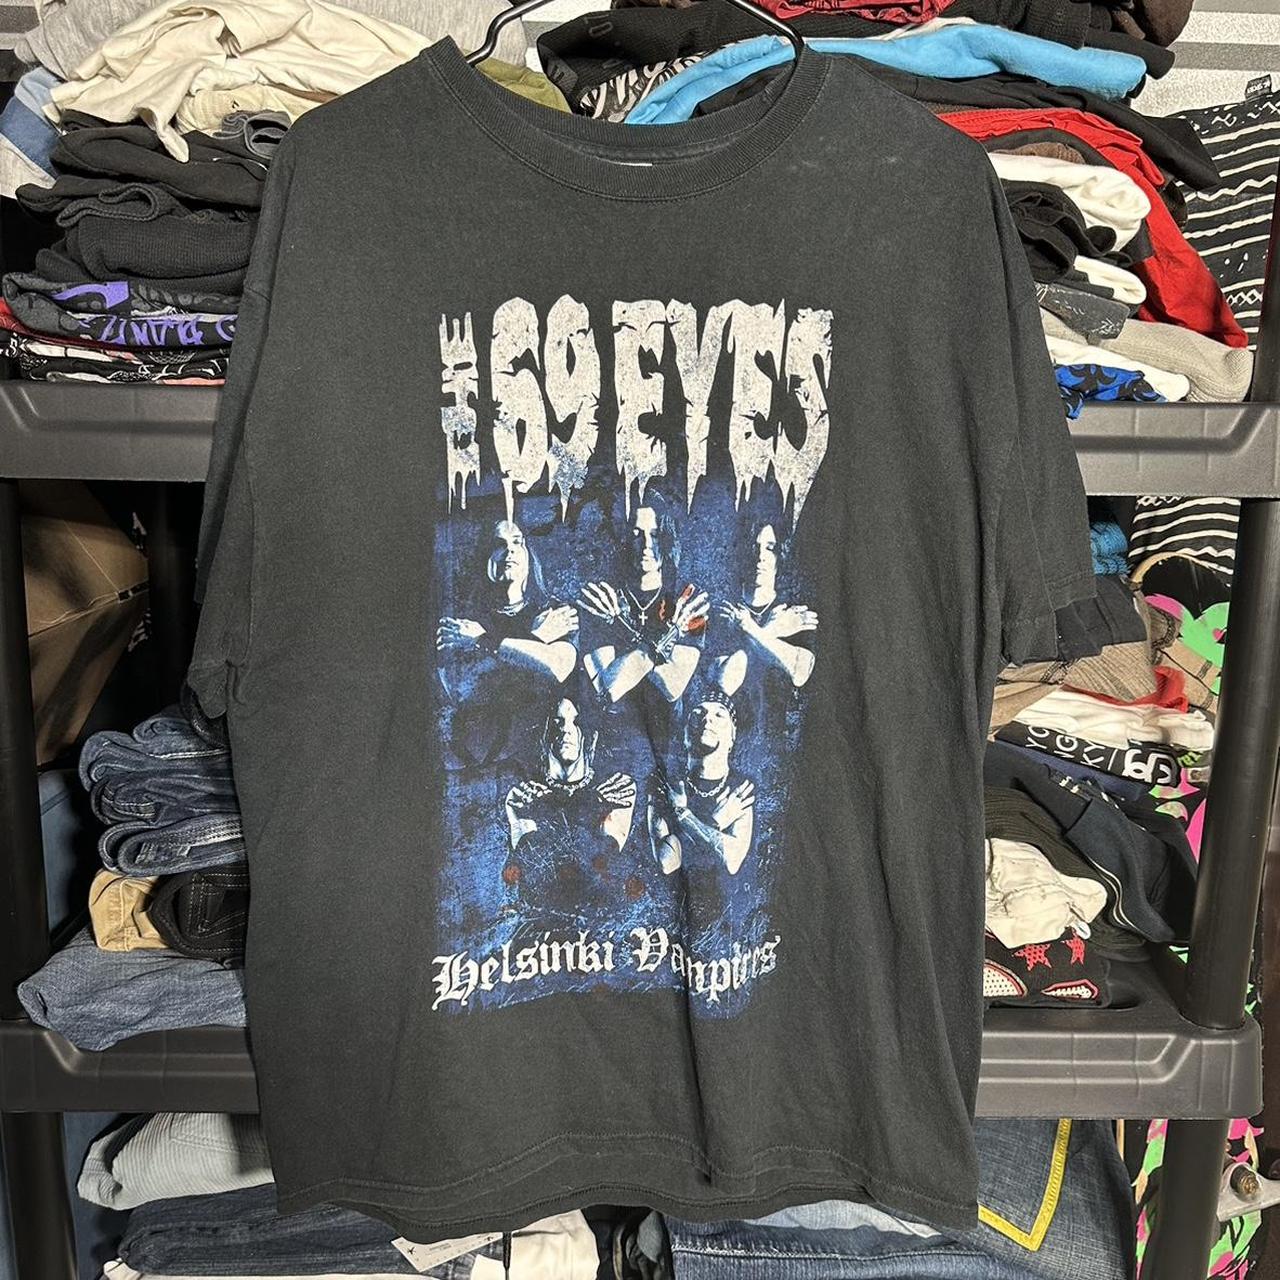 THE 69 EYES
Helsinki Vampires